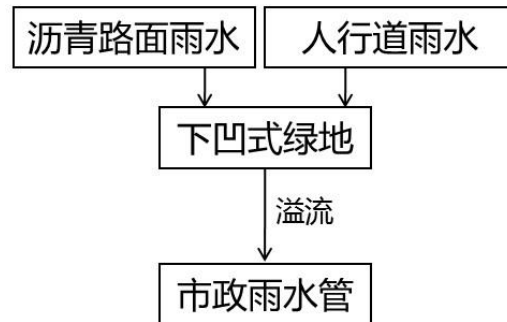 沥青路面雨水
人行道雨水
下凹式绿地
溢流
市政雨水管